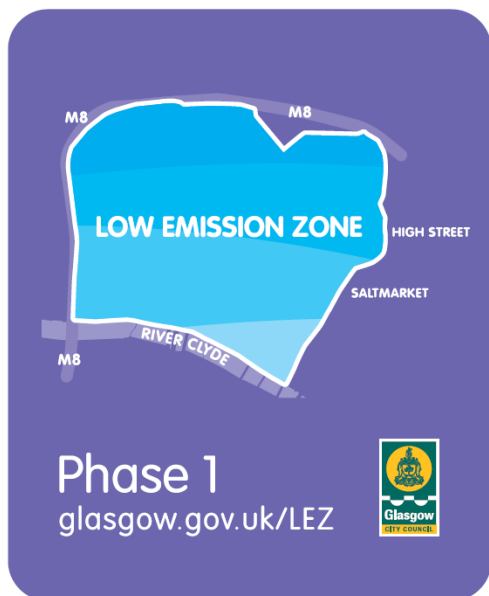 M8
M8
LOW EMISSION ZONE
HIGH STREET
SALTMARKET
RIVER CLYDE
M8
Phase 1
glasgow.gov.uk/LEZ
Glasgow
CITY COUNCIL